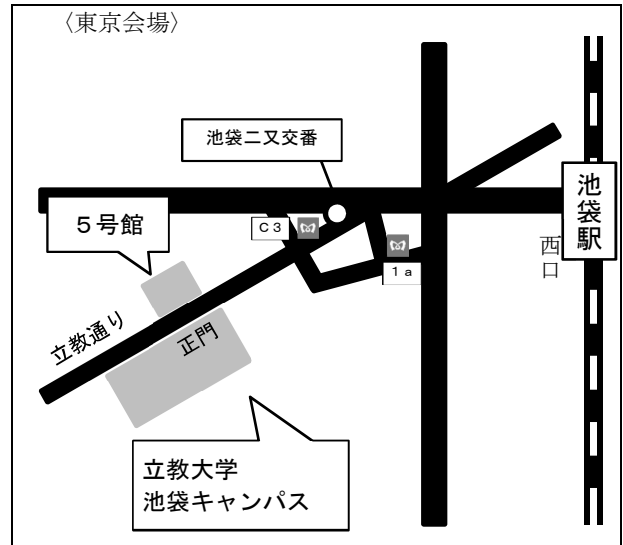 〈東京会場〉
池袋二又交番
池袋駅
西口
5号館
C3
1a
立教通り
正門
立教大学
池袋キャンパス